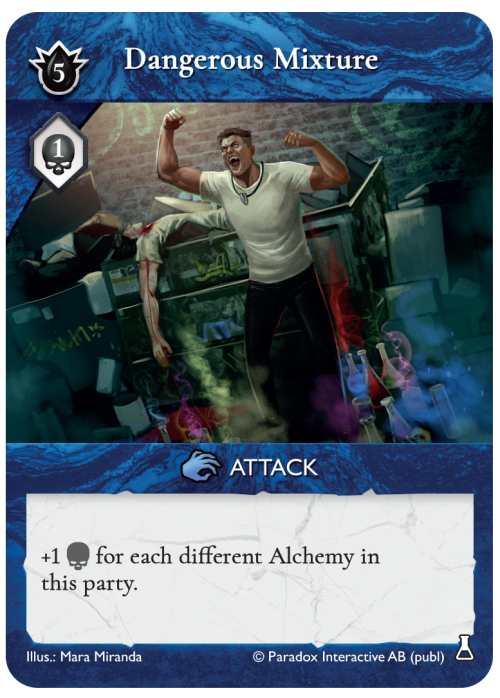 5
Dangerous Mixture
1
ATTACK
+1 for each different Alchemy in
this party.
Illus.: Mara Miranda
© Paradox Interactive AB (publ)